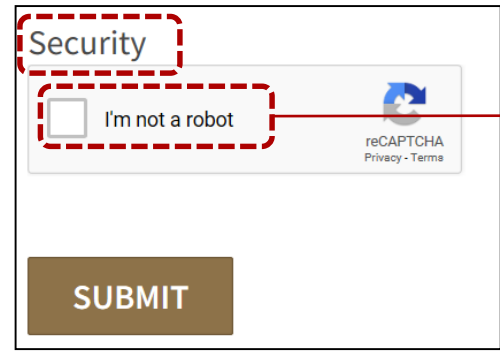 Security
I'm not a robot
reCAPTCHA
Privacy - Terms
SUBMIT